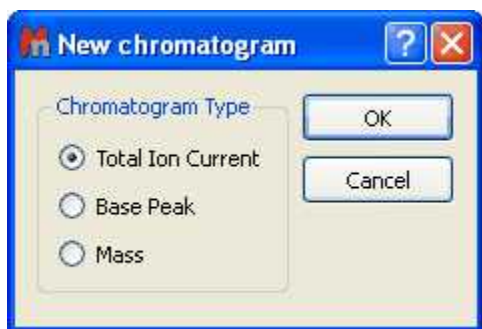 New chromatogram
Chromatogram Type
Total Ion Current
Base Peak
Mass
OK
Cancel